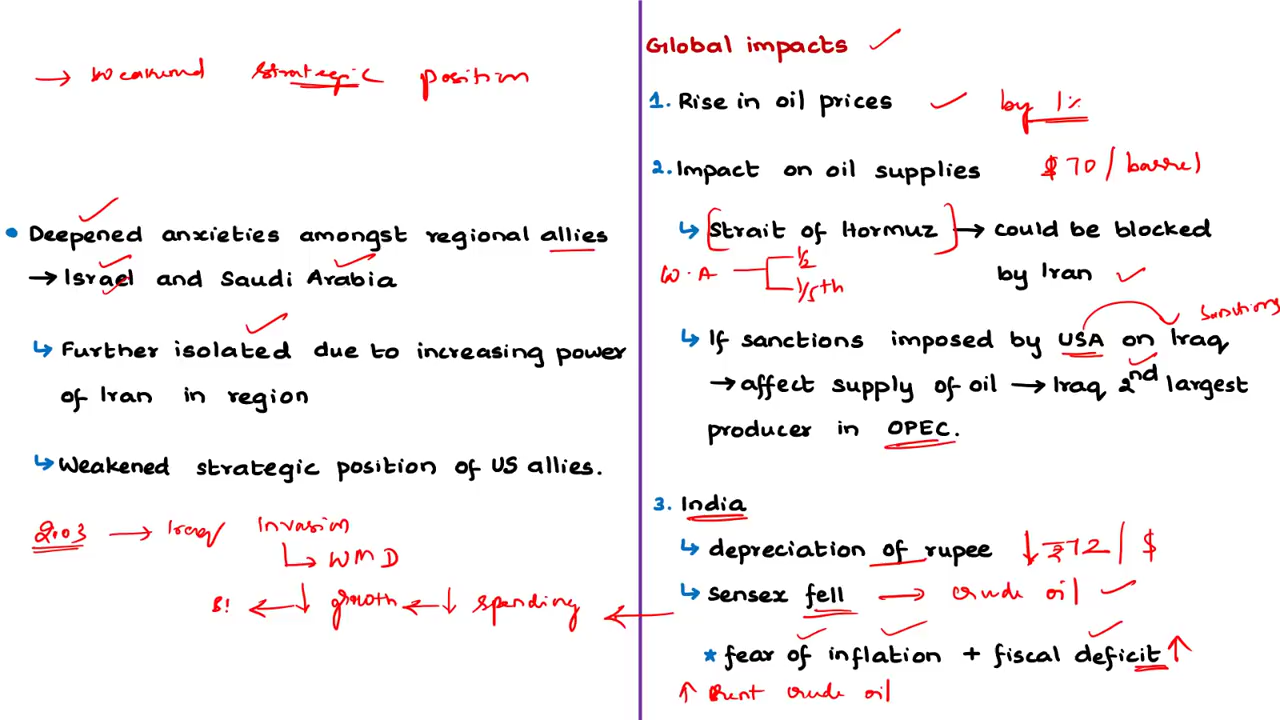 → Weakened strategic position
• Deepened anxieties amongst regional allies
→ Israel and Saudi Arabia
↳ Further isolated due to increasing power
of Iran in region
↳ Weakened strategic position of US allies.
2003 → Iraq invasion
↳ WMD
← ↓ growth ← ↓ spending ←
Global impacts ✓
1. Rise in oil prices ✓ by 1%
2. Impact on oil supplies $70/barrel
↳ [Strait of Hormuz] → could be blocked
by Iran ✓
W.A 1/2
1/5th
sanctions
↳ If sanctions imposed by USA on Iraq
→ affect supply of oil → Iraq 2nd largest
producer in OPEC.
3. India
↳ depreciation of rupee ↓ ₹72/$
↳ sensex fell → crude oil ✓
* fear of inflation + fiscal deficit ↑
↑ Brent crude oil